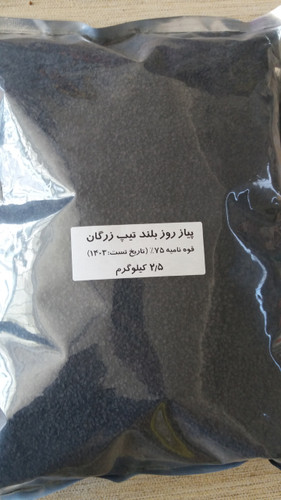 پیاز روز بلند تیپ زرگان
قوه نامیه ۷۵٪ (تاریخ تست: ۱۴۰۳)
۲٫۵ کیلوگرم